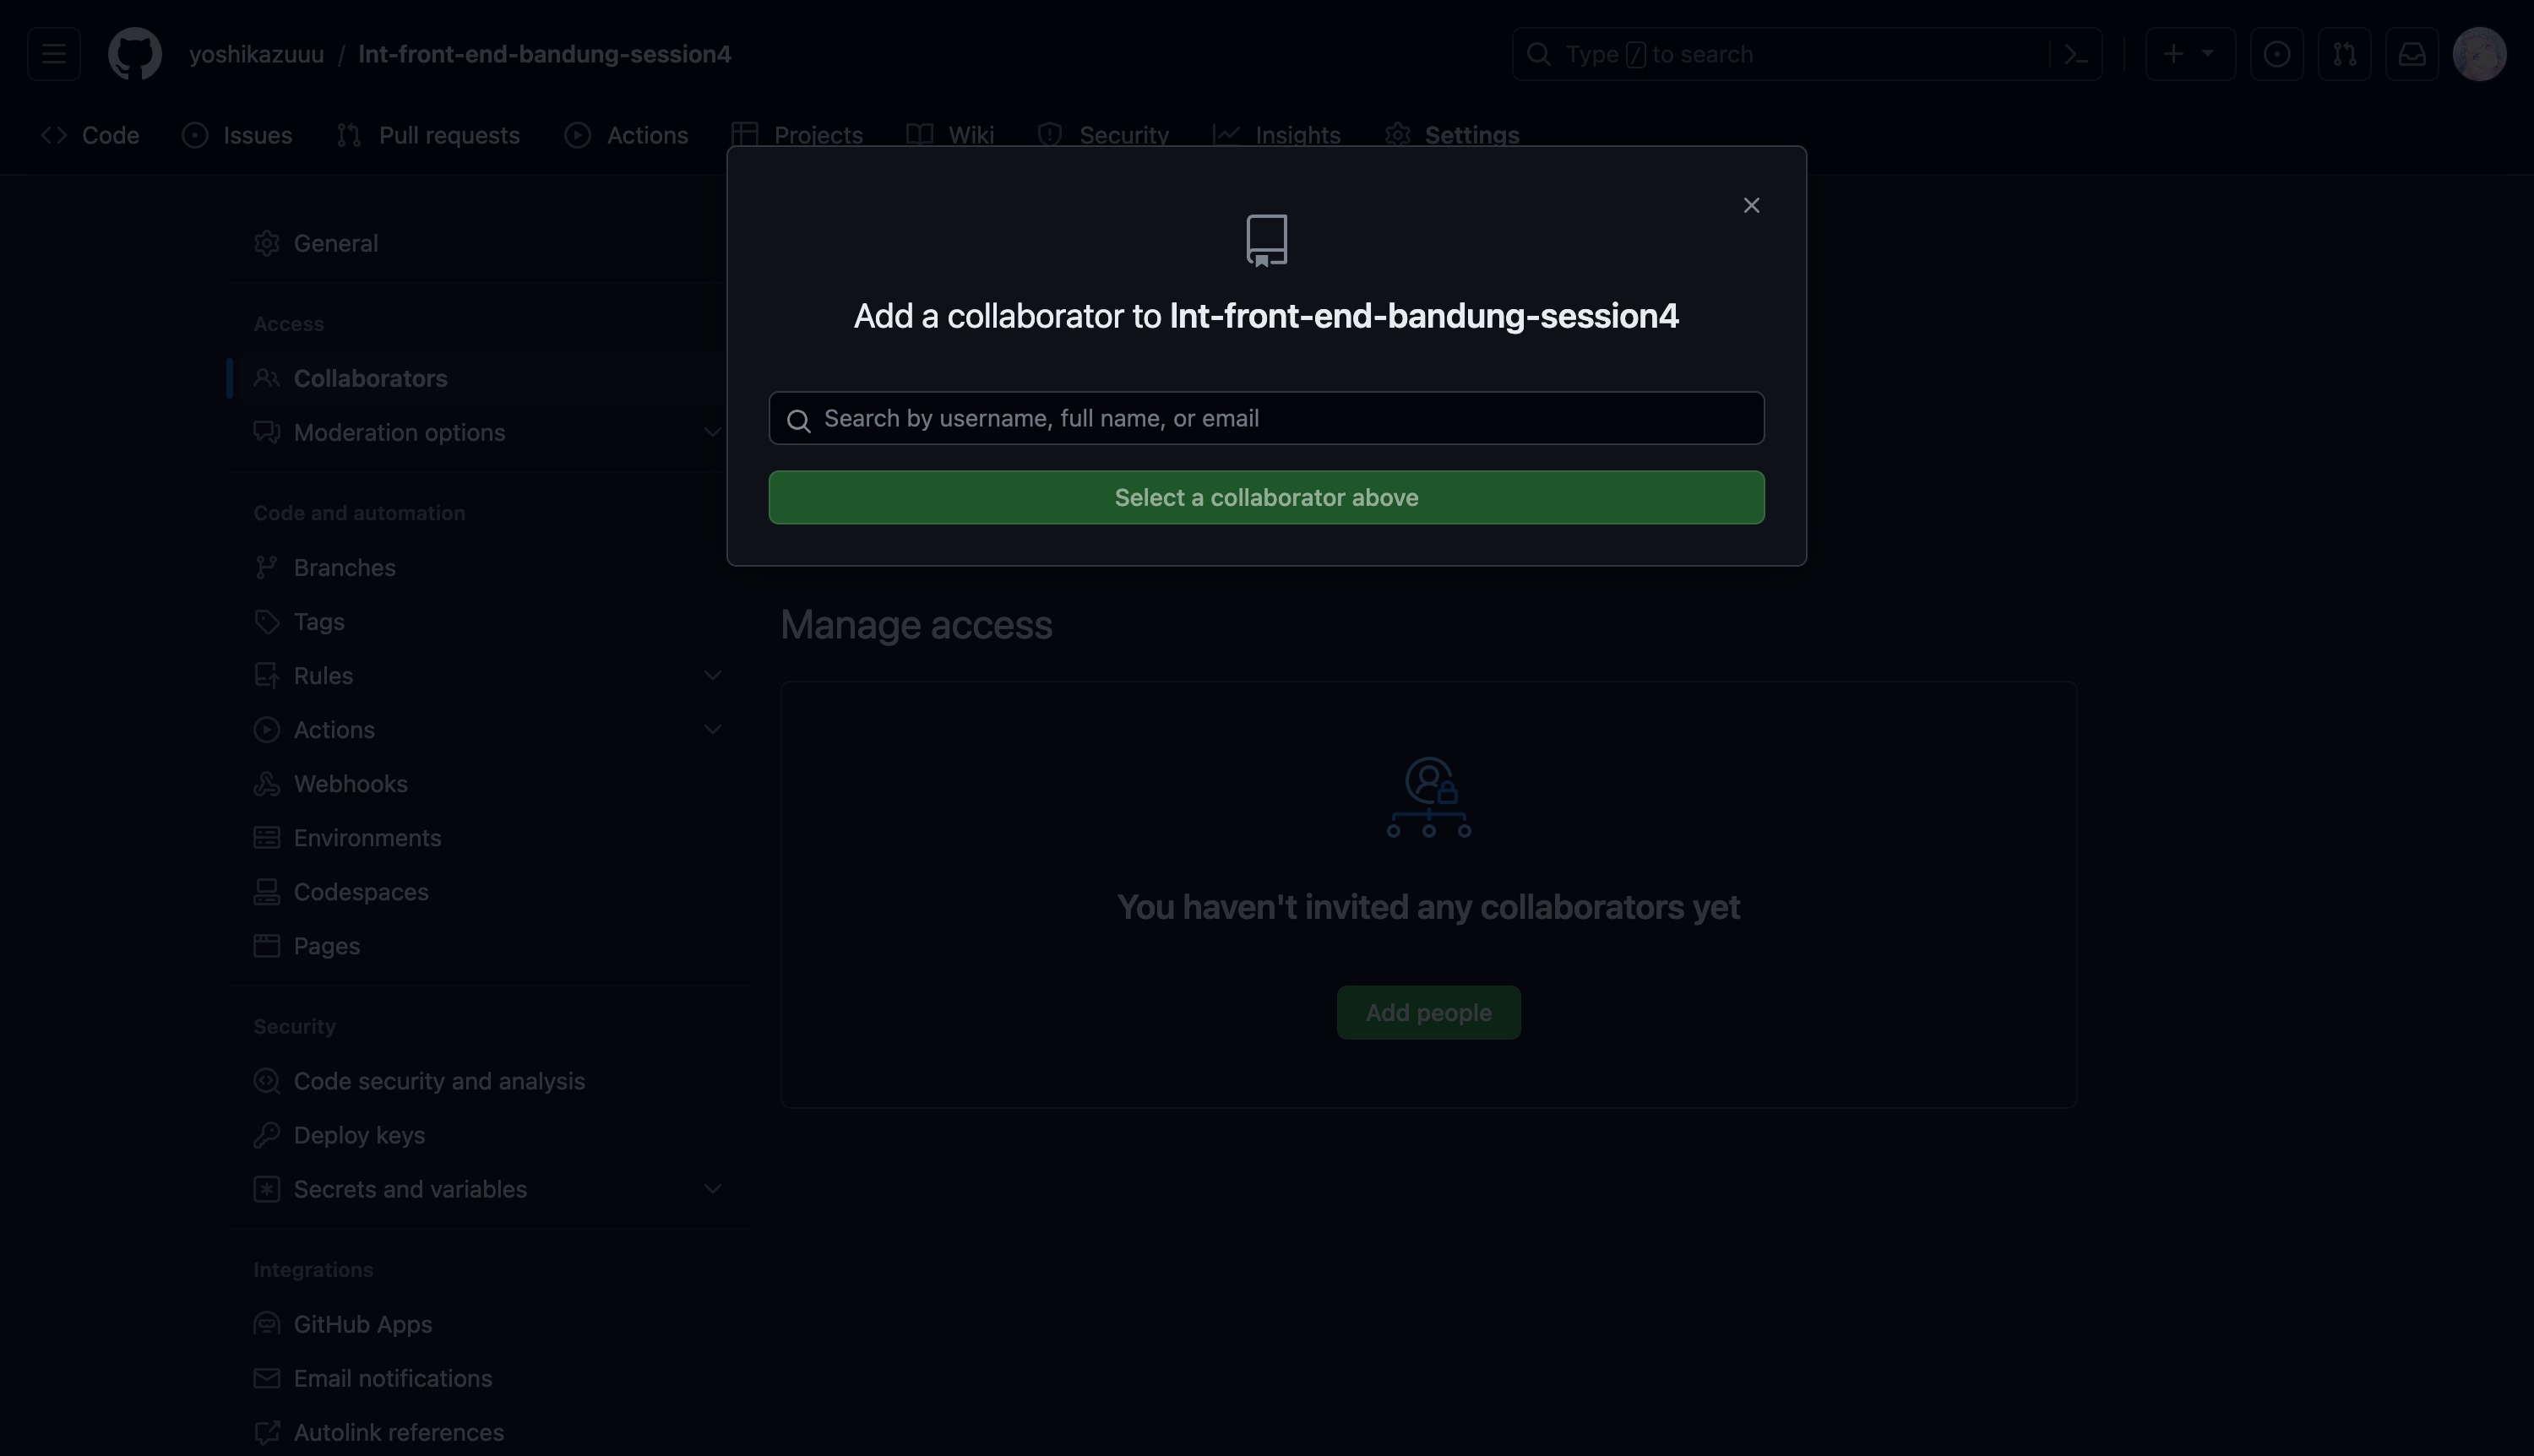 yoshikazuuu / lnt-front-end-bandung-session4
Type / to search
Code Issues Pull requests Actions Projects Wiki Security Insights Settings
Add a collaborator to lnt-front-end-bandung-session4
Search by username, full name, or email
Select a collaborator above
General
Access
Collaborators
Moderation options
Code and automation
Branches
Tags
Rules
Actions
Webhooks
Environments
Codespaces
Pages
Security
Code security and analysis
Deploy keys
Secrets and variables
Integrations
GitHub Apps
Email notifications
Autolink references
Manage access
You haven't invited any collaborators yet
Add people